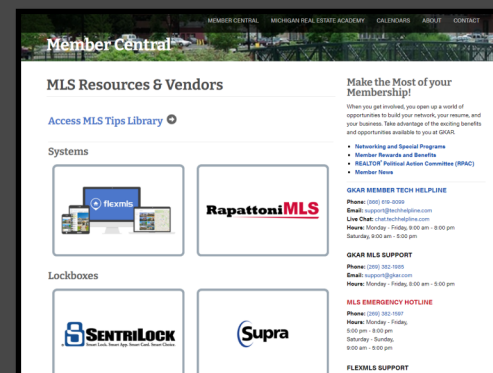 MEMBER CENTRAL MICHIGAN REAL ESTATE ACADEMY CALENDARS ABOUT CONTACT
Member Central
MLS Resources & Vendors
Access MLS Tips Library
Systems
flexmls
RapattoniMLS
Lockboxes
SENTRILOCK
Smart Lock, Smart App, Smart Card, Smart Choice.
Supra
Make the Most of your
Membership!
When you get involved, you open up a world of
opportunities to build your network, your resume, and
your business. Take advantage of the exciting benefits
and opportunities available to you at GKAR.
Networking and Special Programs
Member Rewards and Benefits
REALTOR® Political Action Committee (RPAC)
Member News
GKAR MEMBER TECH HELPLINE
Phone: (866) 619-8099
Email: support@techhelpline.com
Live Chat: chat.techhelpline.com
Hours: Monday - Friday, 9:00 am - 8:00 pm
Saturday, 9:00 am - 5:00 pm
GKAR MLS SUPPORT
Phone: (269) 382-1985
Email: support@gkar.com
Hours: Monday - Friday, 8:00 am - 5:00 pm
MLS EMERGENCY HOTLINE
Phone: (269) 382-1597
Hours: Monday - Friday,
5:00 pm - 8:00 pm
Saturday - Sunday,
9:00 am - 5:00 pm
FLEXMLS SUPPORT